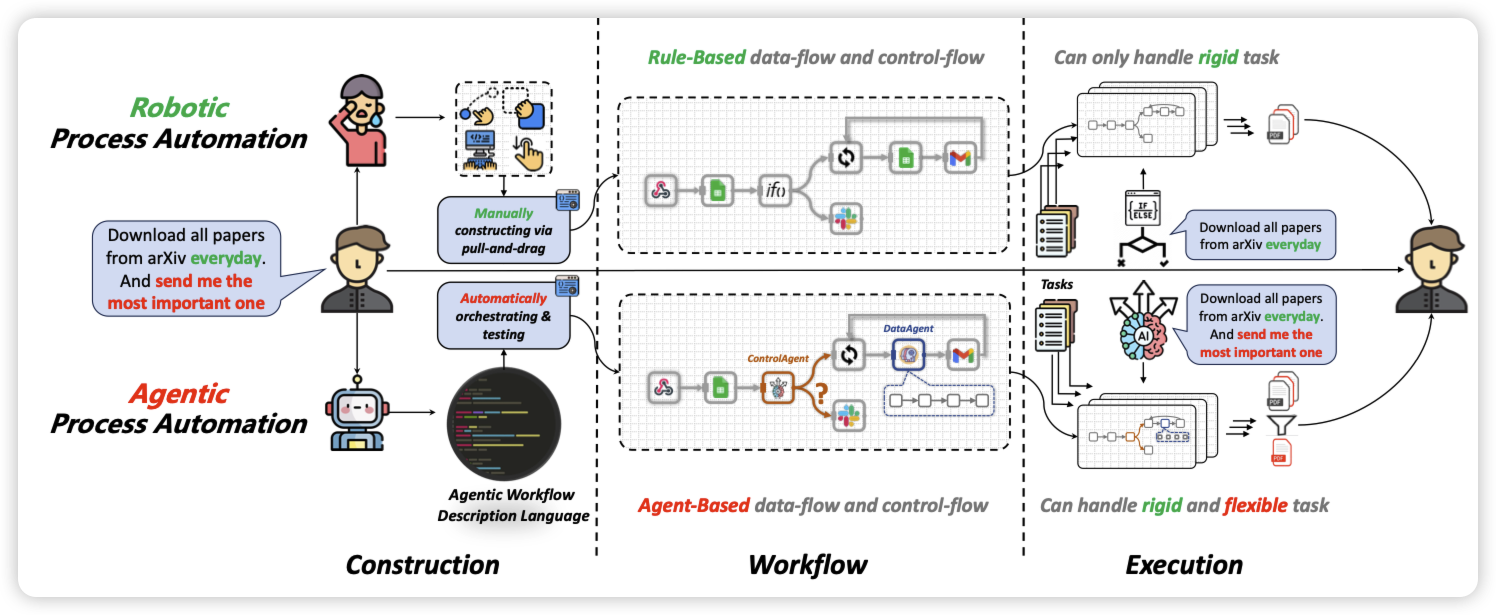 Robotic
Process Automation
Download all papers
from arXiv everyday.
And send me the
most important one
Agentic
Process Automation
Manually
constructing via
pull-and-drag
Automatically
orchestrating &
testing
Agentic Workflow
Description Language
Construction
Rule-Based data-flow and control-flow
if()
ControlAgent
?
DataAgent
Agent-Based data-flow and control-flow
Workflow
Can only handle rigid task
PDF
IF
{ }
ELSE
Download all papers
from arXiv everyday
Tasks
AI
Download all papers
from arXiv everyday.
And send me the
most important one
PDF
PDF
Can handle rigid and flexible task
Execution